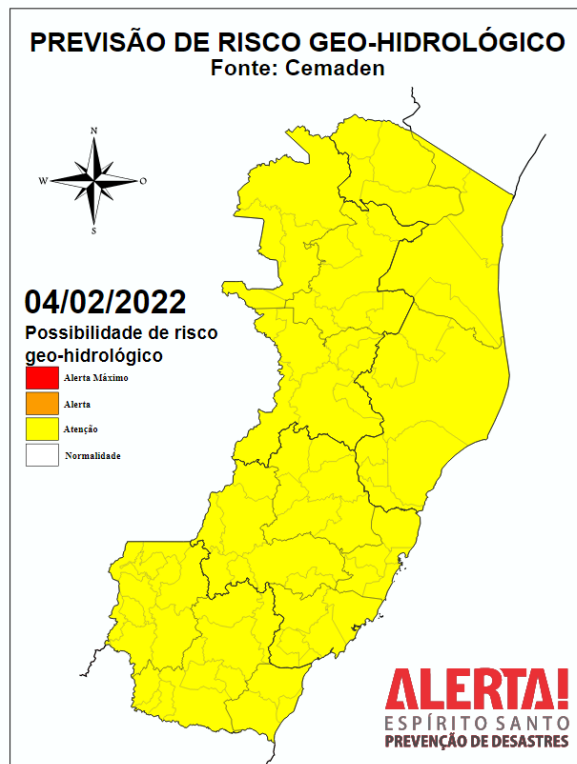 PREVISÃO DE RISCO GEO-HIDROLÓGICO
Fonte: Cemaden
N
W
O
S
04/02/2022
Possibilidade de risco
geo-hidrológico
Alerta Máximo
Alerta
Atenção
Normalidade
ALERTA!
ESPÍRITO SANTO
PREVENÇÃO DE DESASTRES